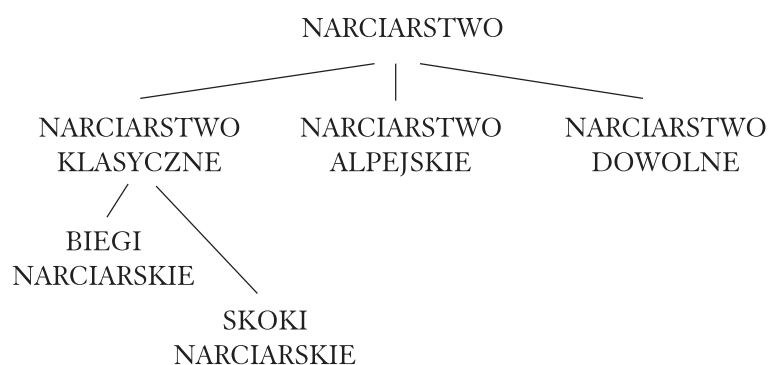 NARCIARSTWO
NARCIARSTWO
KLASYCZNE
NARCIARSTWO
ALPEJSKIE
NARCIARSTWO
DOWOLNE
BIEGI
NARCIARSKIE
SKOKI
NARCIARSKIE